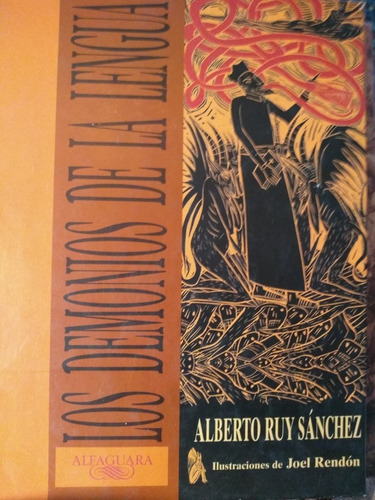 LOS DEMONIOS DE LA LENGUA
ALFAGUARA
ALBERTO RUY SÁNCHEZ
Ilustraciones de Joel Rendón